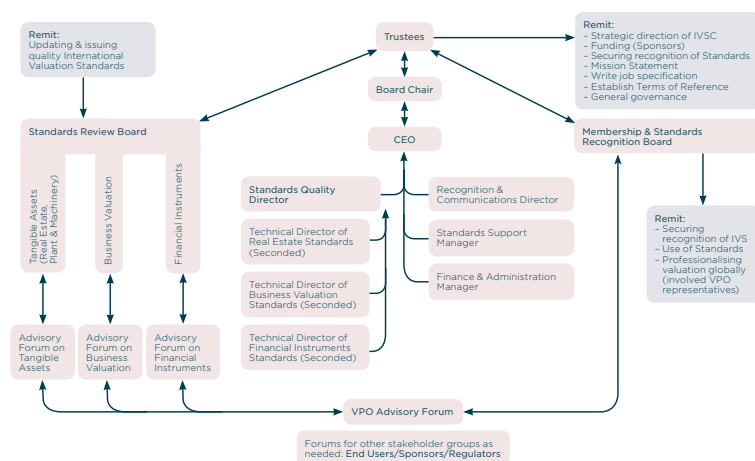 Remit:
Updating & issuing
quality International
Valuation Standards
Trustees
Remit:
– Strategic direction of IVSC
– Funding (Sponsors)
– Securing recognition of Standards
– Mission Statement
– Write job specification
– Establish Terms of Reference
– General governance
Board Chair
Standards Review Board
CEO
Membership & Standards
Recognition Board
Tangible Assets
(Real Estate,
Plant & Machinery)
Business Valuation
Financial Instruments
Standards Quality
Director
Recognition &
Communications Director
Technical Director of
Real Estate Standards
(Seconded)
Standards Support
Manager
Technical Director of
Business Valuation
Standards (Seconded)
Finance & Administration
Manager
Technical Director of
Financial Instruments
Standards (Seconded)
Remit:
– Securing
recognition of IVS
– Use of Standards
– Professionalising
valuation globally
(involved VPO
representatives)
Advisory
Forum on
Tangible
Assets
Advisory
Forum on
Business
Valuation
Advisory
Forum on
Financial
Instruments
VPO Advisory Forum
Forums for other stakeholder groups as
needed: End Users/Sponsors/Regulators